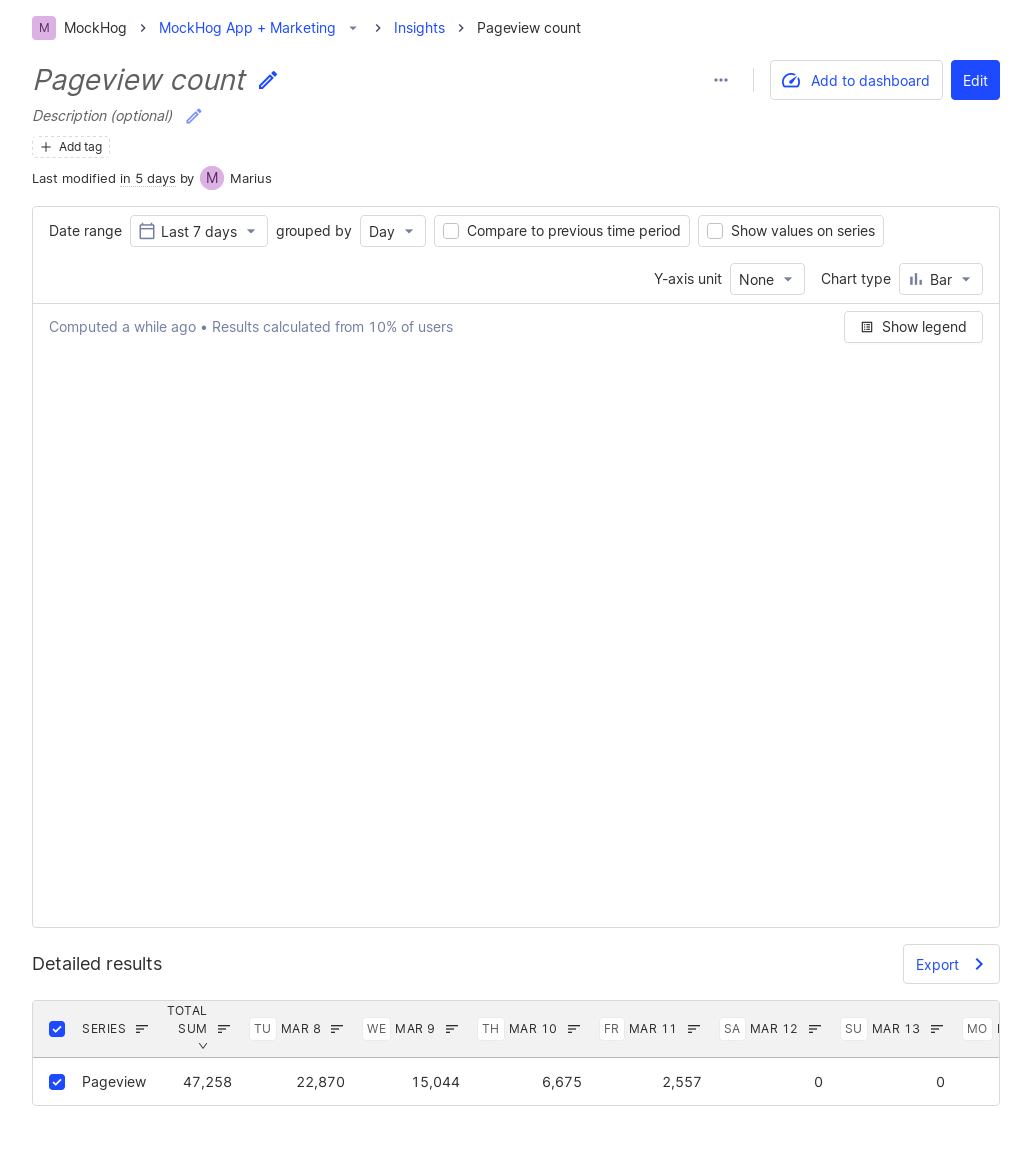 M MockHog MockHog App + Marketing Insights Pageview count
Pageview count
Add to dashboard Edit
Description (optional)
Add tag
Last modified in 5 days by M Marius
Date range Last 7 days grouped by Day Compare to previous time period Show values on series
Y-axis unit None Chart type Bar
Computed a while ago • Results calculated from 10% of users Show legend
Detailed results Export
SERIES TOTAL SUM TU MAR 8 WE MAR 9 TH MAR 10 FR MAR 11 SA MAR 12 SU MAR 13 MO
Pageview 47,258 22,870 15,044 6,675 2,557 0 0